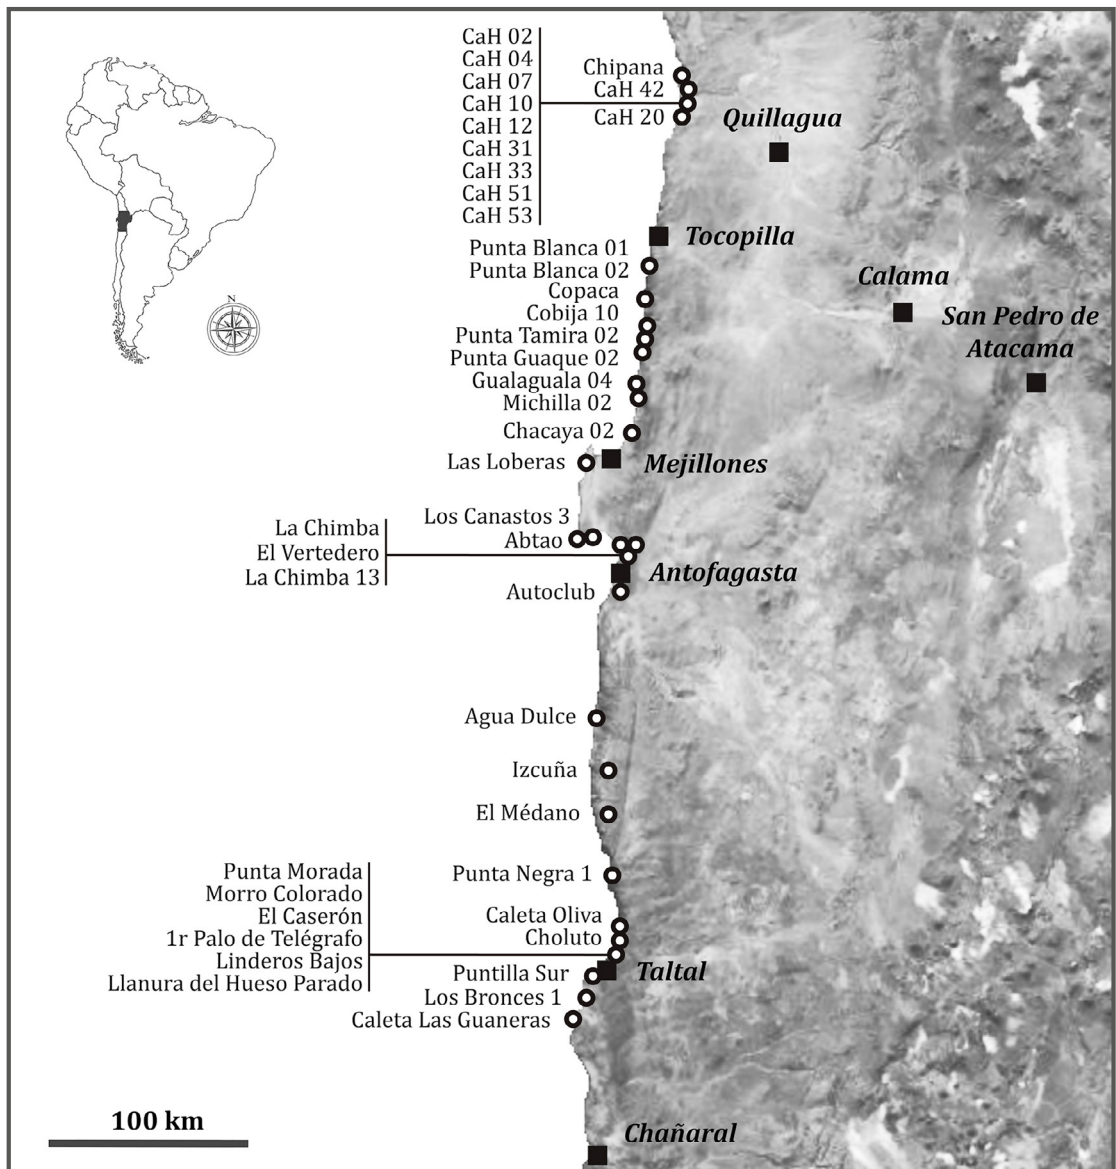 CaH 02
CaH 04
CaH 07
CaH 10
CaH 12
CaH 31
CaH 33
CaH 51
CaH 53
Chipana
CaH 42
CaH 20
Quillagua
Tocopilla
Punta Blanca 01
Punta Blanca 02
Copaca
Cobija 10
Punta Tamira 02
Punta Guaque 02
Gualaguala 04
Michilla 02
Chacaya 02
Calama
San Pedro de
Atacama
N
Las Loberas
Mejillones
Los Canastos 3
Abtao
La Chimba
El Vertedero
La Chimba 13
Antofagasta
Autoclub
Agua Dulce
Izcuña
El Médano
Punta Negra 1
Punta Morada
Morro Colorado
El Caserón
1r Palo de Telégrafo
Linderos Bajos
Llanura del Hueso Parado
Caleta Oliva
Choluto
Taltal
Puntilla Sur
Los Bronces 1
Caleta Las Guaneras
100 km
Chañaral